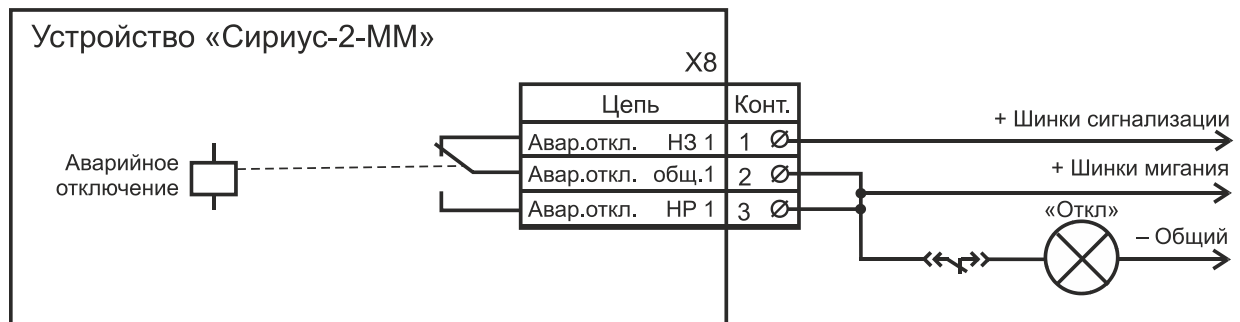 Устройство «Сириус-2-ММ»
X8
Цепь Конт.
Авар.откл. НЗ 1 1
Авар.откл. общ.1 2
Авар.откл. НР 1 3
Аварийное
отключение
+ Шинки сигнализации
+ Шинки мигания
«Откл»
– Общий